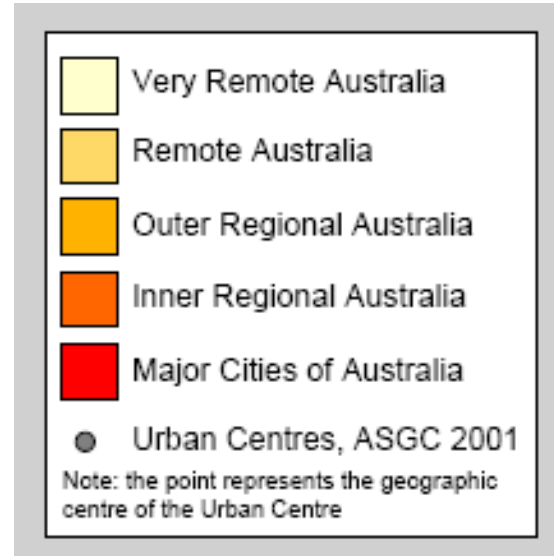 Very Remote Australia
Remote Australia
Outer Regional Australia
Inner Regional Australia
Major Cities of Australia
Urban Centres, ASGC 2001
Note: the point represents the geographic
centre of the Urban Centre